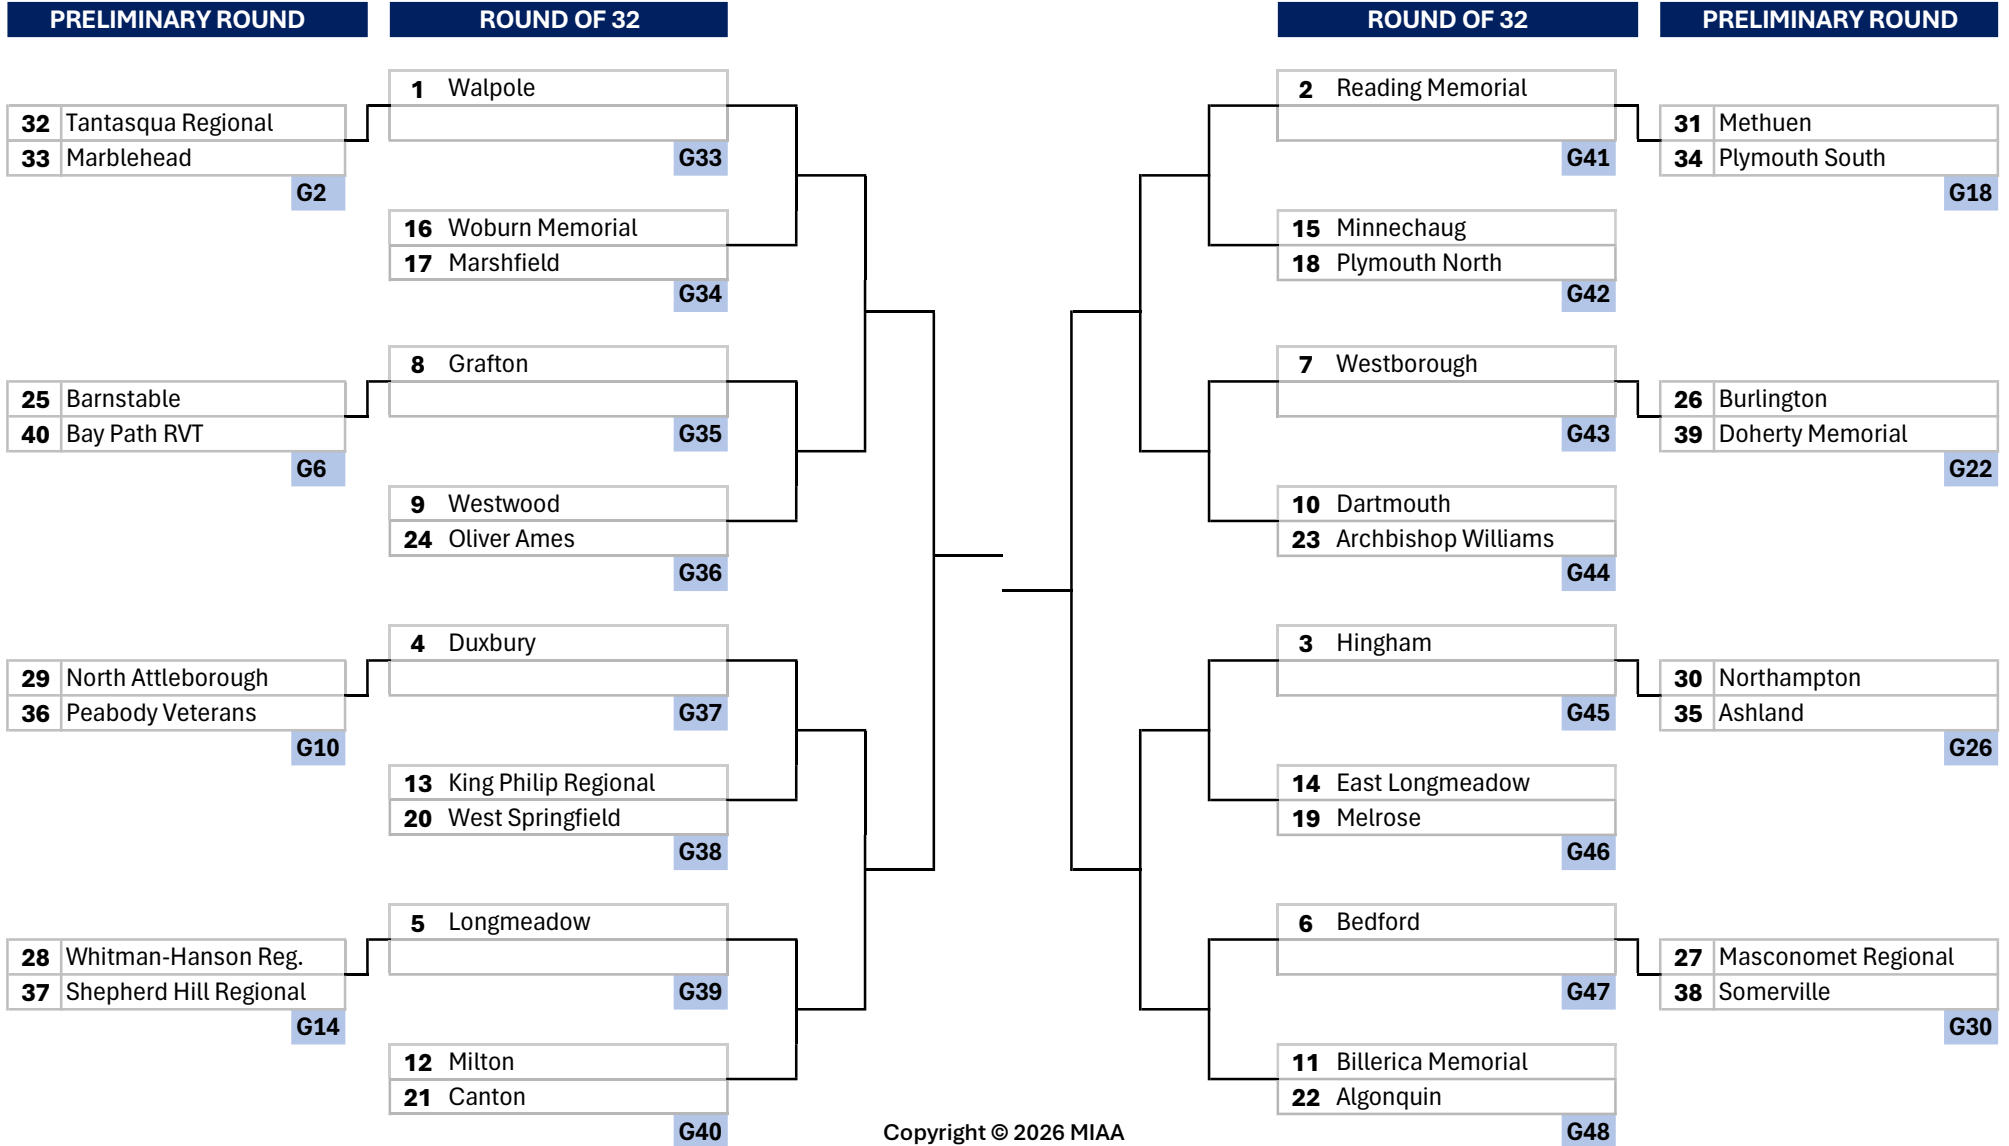 PRELIMINARY ROUND
ROUND OF 32
ROUND OF 32
PRELIMINARY ROUND
32 Tantasqua Regional
33 Marblehead
G2
25 Barnstable
40 Bay Path RVT
G6
29 North Attleborough
36 Peabody Veterans
G10
28 Whitman-Hanson Reg.
37 Shepherd Hill Regional
G14
1 Walpole
G33
16 Woburn Memorial
17 Marshfield
G34
8 Grafton
G35
9 Westwood
24 Oliver Ames
G36
4 Duxbury
G37
13 King Philip Regional
20 West Springfield
G38
5 Longmeadow
G39
12 Milton
21 Canton
G40
2 Reading Memorial
G41
15 Minnechaug
18 Plymouth North
G42
7 Westborough
G43
10 Dartmouth
23 Archbishop Williams
G44
3 Hingham
G45
14 East Longmeadow
19 Melrose
G46
6 Bedford
G47
11 Billerica Memorial
22 Algonquin
G48
31 Methuen
34 Plymouth South
G18
26 Burlington
39 Doherty Memorial
G22
30 Northampton
35 Ashland
G26
27 Masconomet Regional
38 Somerville
G30
Copyright © 2026 MIAA